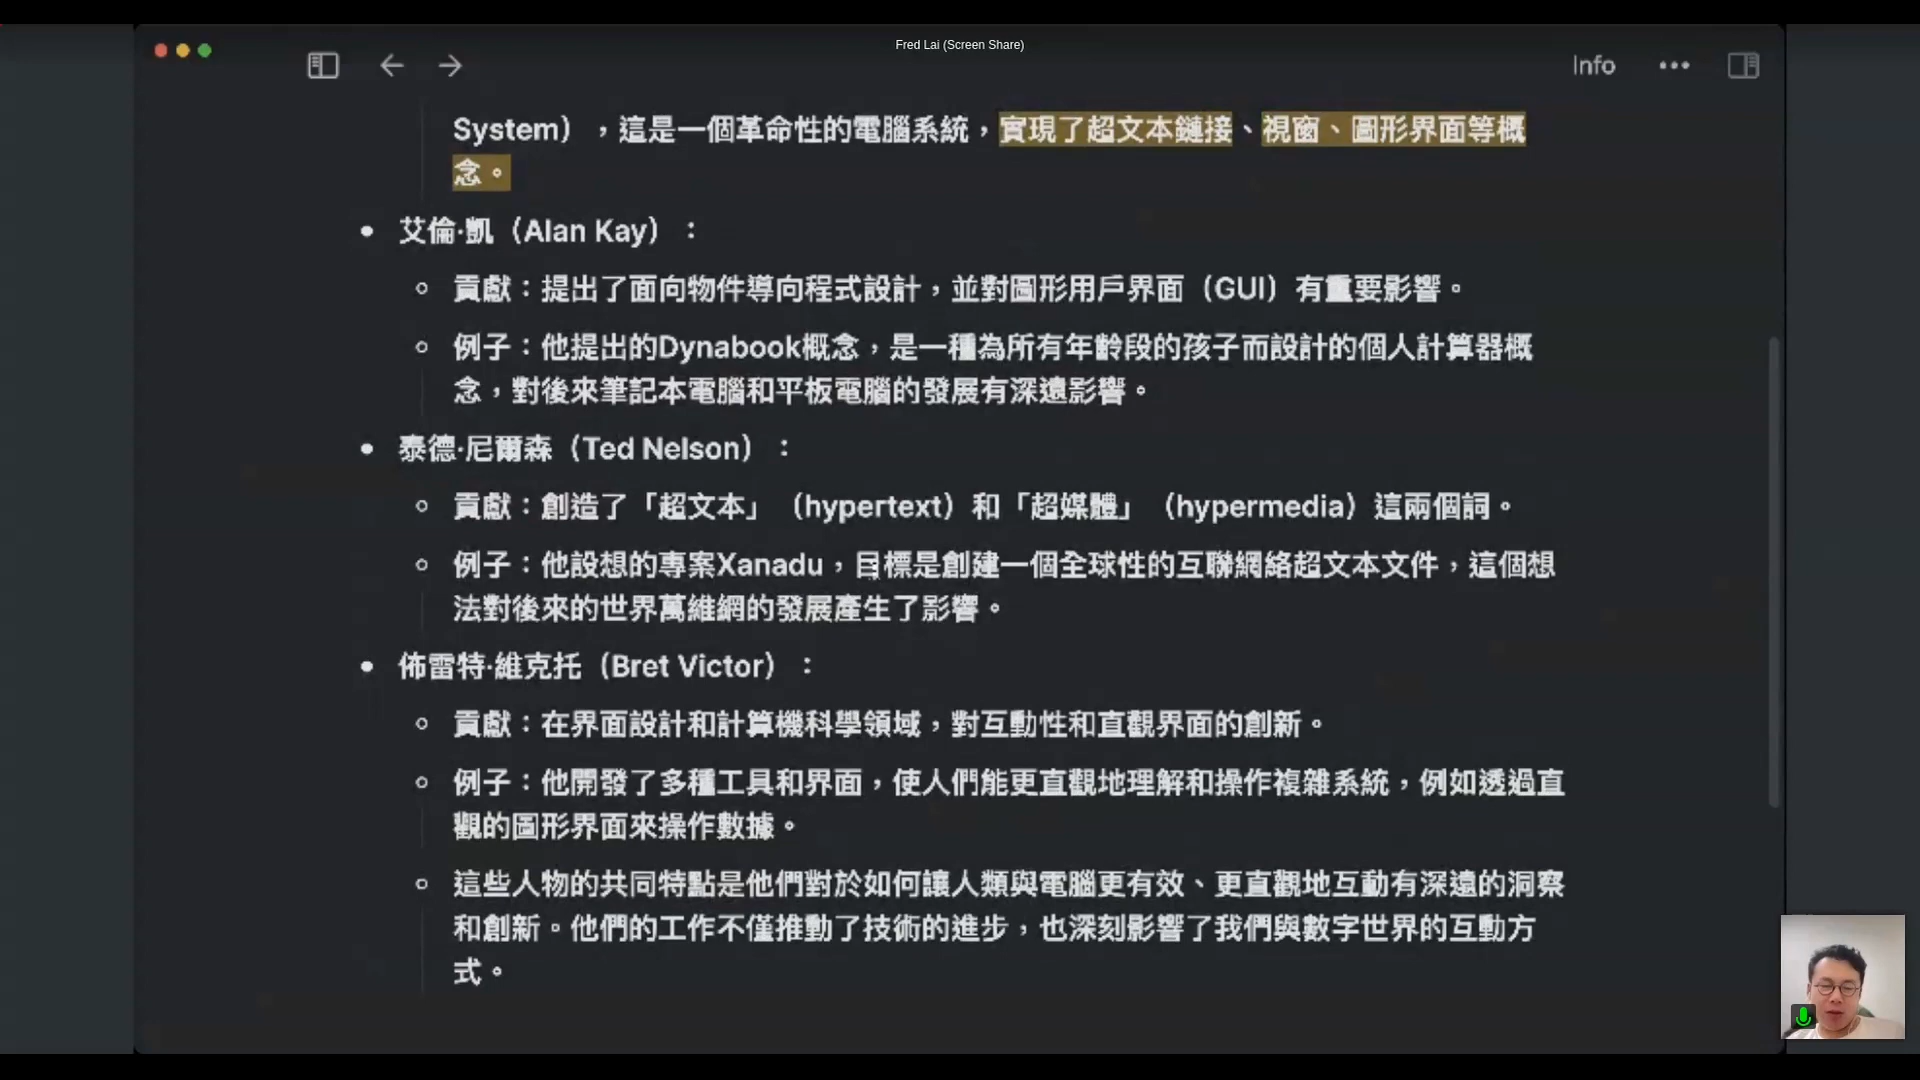 Fred Lai (Screen Share)
Info
System），這是一個革命性的電腦系統，實現了超文本鏈接、視窗、圖形界面等概
念。
艾倫·凱（Alan Kay）：
貢獻：提出了面向物件導向程式設計，並對圖形用戶界面（GUI）有重要影響。
例子：他提出的Dynabook概念，是一種為所有年齡段的孩子而設計的個人計算器概
念，對後來筆記本電腦和平板電腦的發展有深遠影響。
泰德·尼爾森（Ted Nelson）：
貢獻：創造了「超文本」（hypertext）和「超媒體」（hypermedia）這兩個詞。
例子：他設想的專案Xanadu，目標是創建一個全球性的互聯網絡超文本文件，這個想
法對後來的世界萬維網的發展產生了影響。
佈雷特·維克托（Bret Victor）：
貢獻：在界面設計和計算機科學領域，對互動性和直觀界面的創新。
例子：他開發了多種工具和界面，使人們能更直觀地理解和操作複雜系統，例如透過直
觀的圖形界面來操作數據。
這些人物的共同特點是他們對於如何讓人類與電腦更有效、更直觀地互動有深遠的洞察
和創新。他們的工作不僅推動了技術的進步，也深刻影響了我們與數字世界的互動方
式。